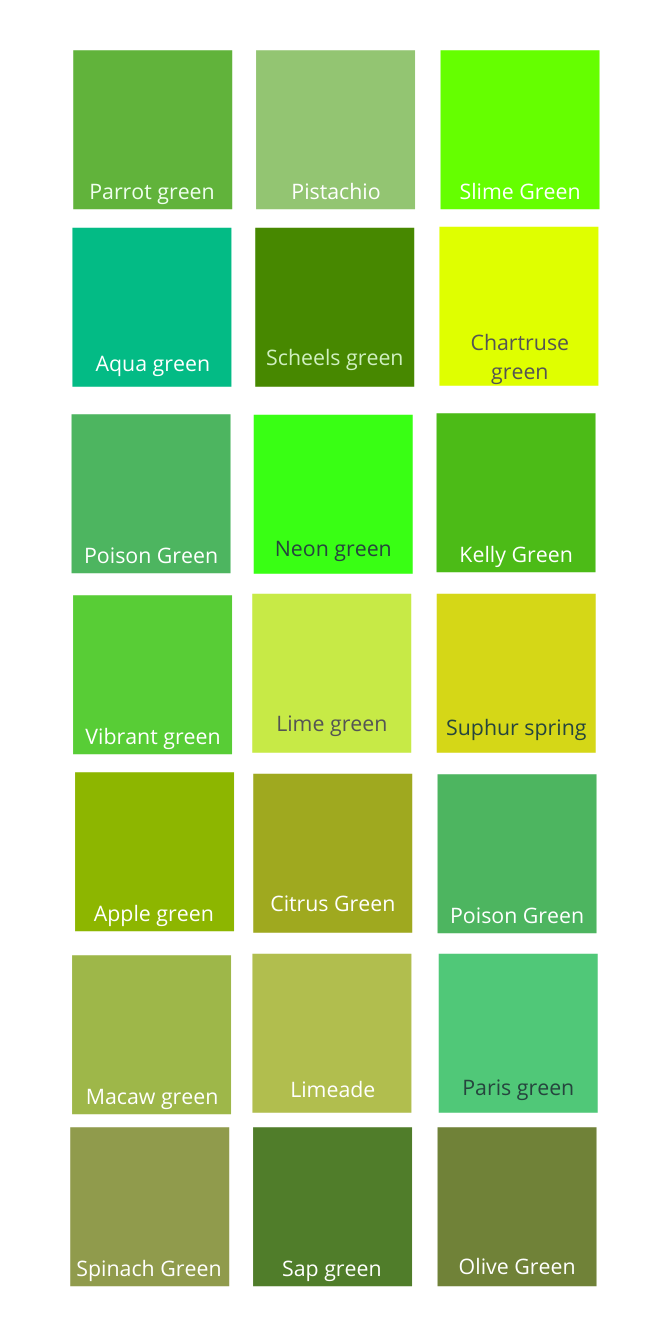 Parrot green
Pistachio
Slime Green
Aqua green
Scheels green
Chartruse
green
Poison Green
Neon green
Kelly Green
Vibrant green
Lime green
Suphur spring
Apple green
Citrus Green
Poison Green
Macaw green
Limeade
Paris green
Spinach Green
Sap green
Olive Green